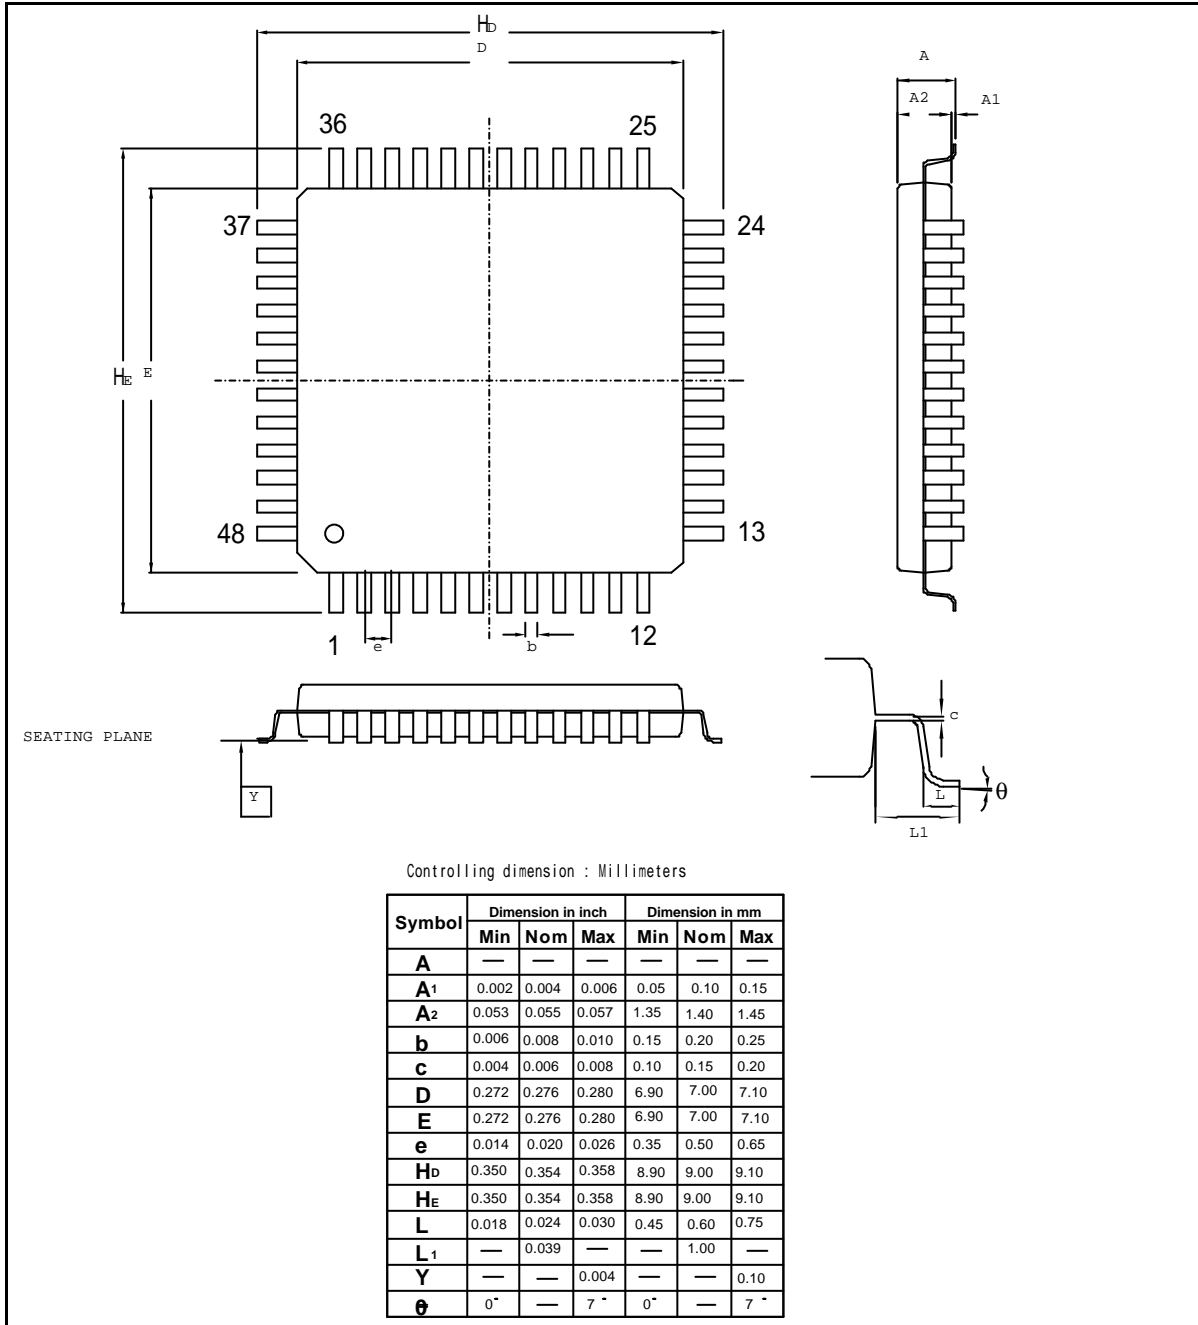 HD
D
A
A2 A1
36 25
37 24
HE E
48 13
1 e b 12
SEATING PLANE
Y
c
L θ
L1
Controlling dimension : Millimeters
Symbol Dimension in inch Dimension in mm
Min Nom Max Min Nom Max
A — — — — — —
A1 0.002 0.004 0.006 0.05 0.10 0.15
A2 0.053 0.055 0.057 1.35 1.40 1.45
b 0.006 0.008 0.010 0.15 0.20 0.25
c 0.004 0.006 0.008 0.10 0.15 0.20
D 0.272 0.276 0.280 6.90 7.00 7.10
E 0.272 0.276 0.280 6.90 7.00 7.10
e 0.014 0.020 0.026 0.35 0.50 0.65
HD 0.350 0.354 0.358 8.90 9.00 9.10
HE 0.350 0.354 0.358 8.90 9.00 9.10
L 0.018 0.024 0.030 0.45 0.60 0.75
L1 — 0.039 — — 1.00 —
Y — — 0.004 — — 0.10
θ 0° — 7° 0° — 7°